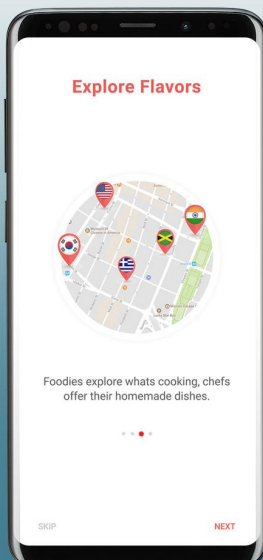 Explore Flavors
Foodies explore whats cooking, chefs
offer their homemade dishes.
SKIP
NEXT